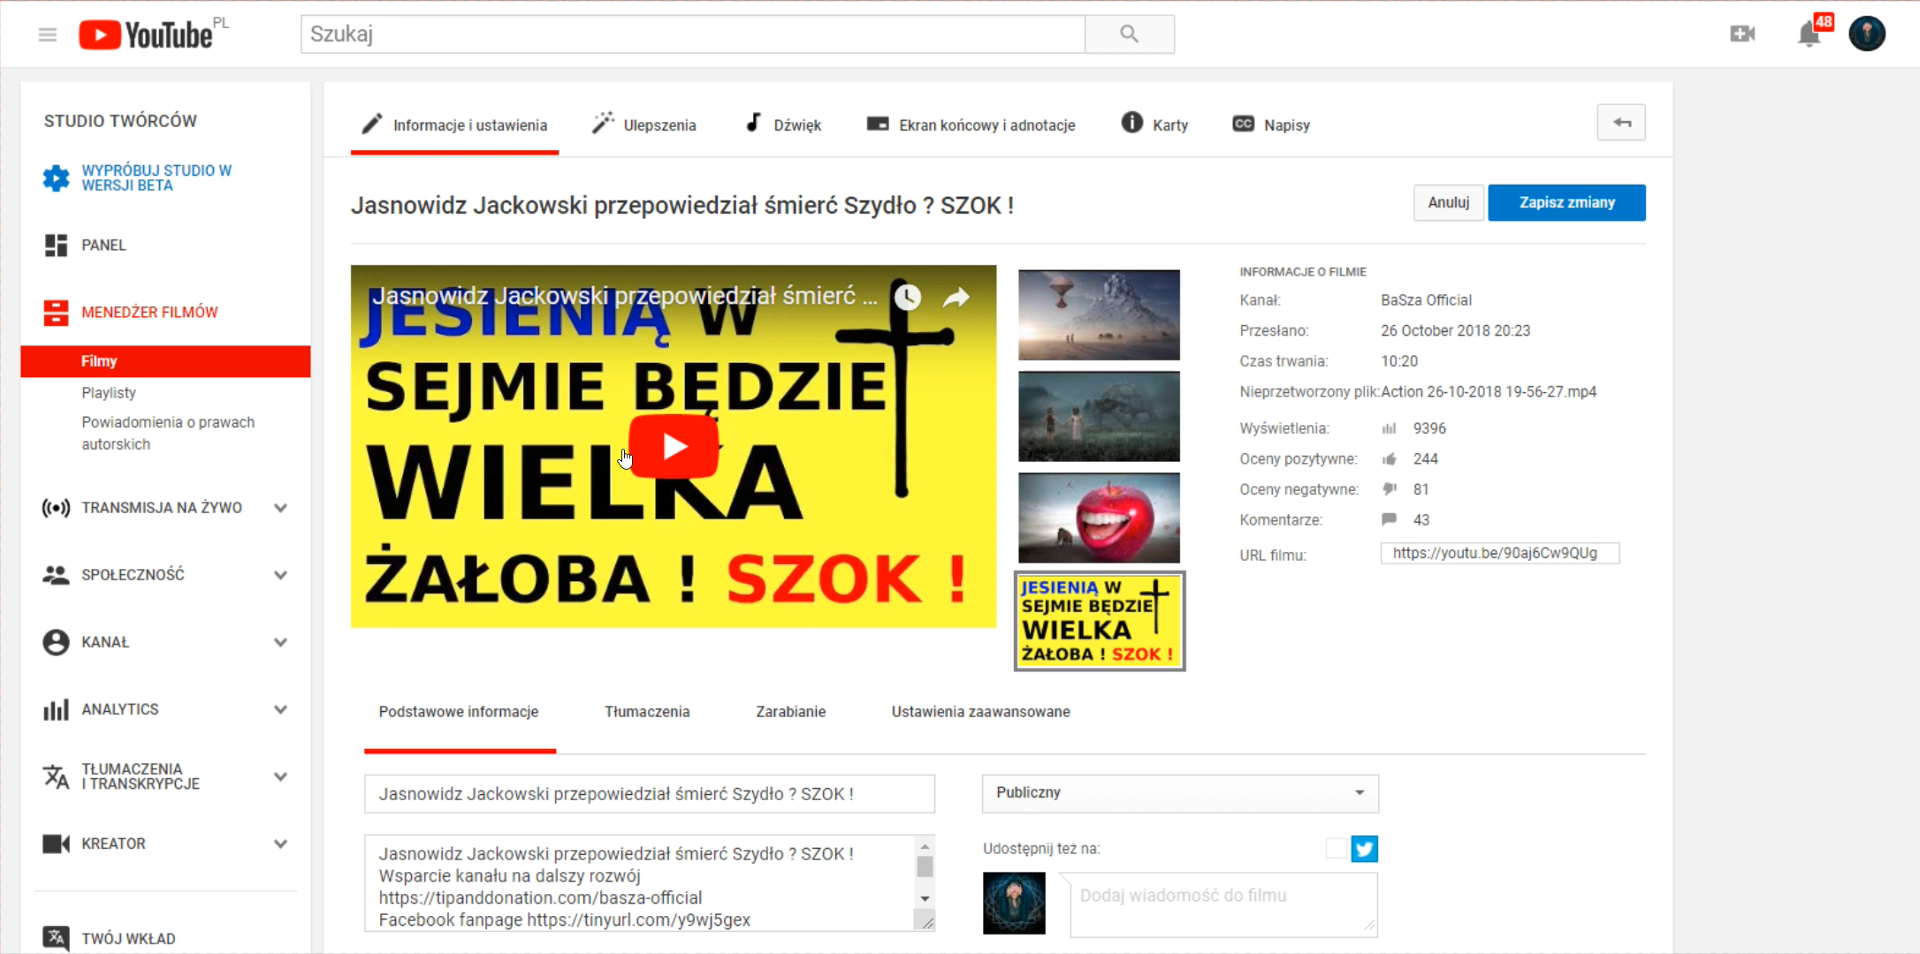 YouTube PL
Szukaj
48
STUDIO TWÓRCÓW
WYPRÓBUJ STUDIO W
WERSJI BETA
PANEL
MENEDŻER FILMÓW
Filmy
Playlisty
Powiadomienia o prawach
autorskich
TRANSMISJA NA ŻYWO
SPOŁECZNOŚĆ
KANAŁ
ANALYTICS
TŁUMACZENIA
I TRANSKRYPCJE
KREATOR
TWÓJ WKŁAD
Informacje i ustawienia
Ulepszenia
Dźwięk
Ekran końcowy i adnotacje
Karty
CC Napisy
Jasnowidz Jackowski przepowiedział śmierć Szydło ? SZOK !
Anuluj
Zapisz zmiany
Jasnowidz Jackowski przepowiedział śmierć ...
JESIENIĄ W
SEJMIE BĘDZIE
WIELKA
ŻAŁOBA ! SZOK !
JESIENIĄ W
SEJMIE BĘDZIE
WIELKA
ŻAŁOBA ! SZOK !
INFORMACJE O FILMIE
Kanał: BaSza Official
Przesłano: 26 October 2018 20:23
Czas trwania: 10:20
Nieprzetworzony plik: Action 26-10-2018 19-56-27.mp4
Wyświetlenia: 9396
Oceny pozytywne: 244
Oceny negatywne: 81
Komentarze: 43
URL filmu: https://youtu.be/90aj6Cw9QUg
Podstawowe informacje
Tłumaczenia
Zarabianie
Ustawienia zaawansowane
Jasnowidz Jackowski przepowiedział śmierć Szydło ? SZOK !
Jasnowidz Jackowski przepowiedział śmierć Szydło ? SZOK !
Wsparcie kanału na dalszy rozwój
https://tipanddonation.com/basza-official
Facebook fanpage https://tinyurl.com/y9wj5gex
Publiczny
Udostępnij też na:
Dodaj wiadomość do filmu